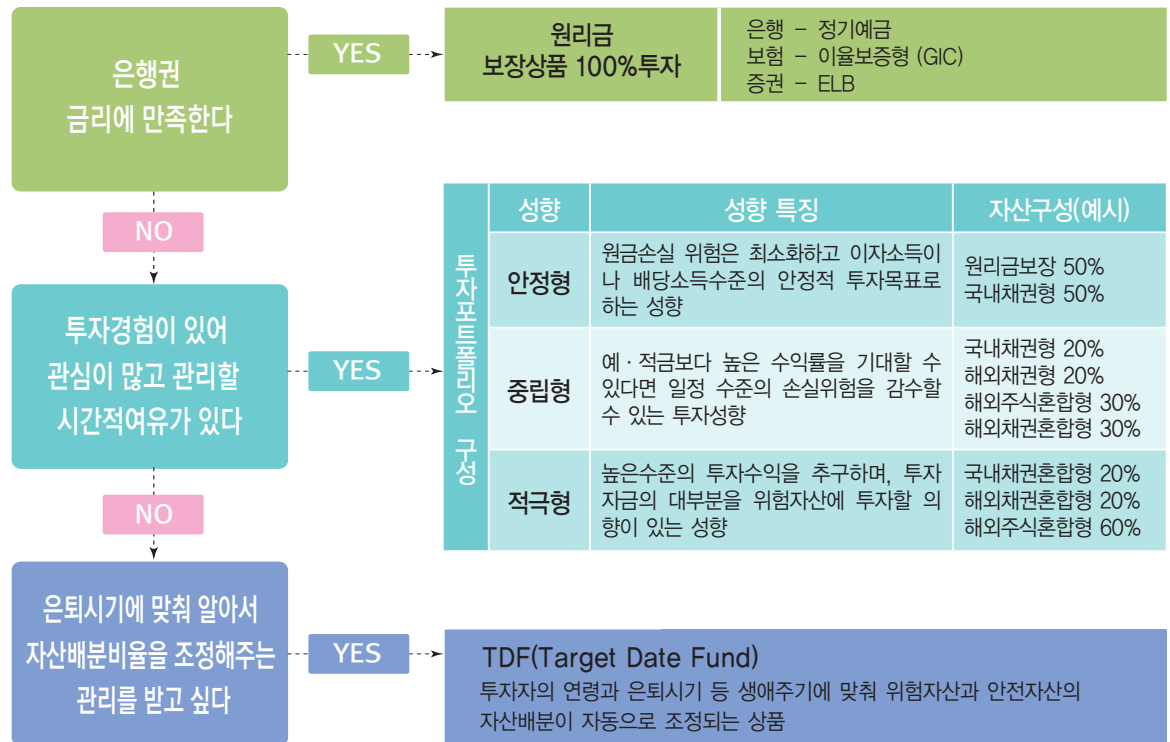 은행권
금리에 만족한다
YES
원리금
보장상품 100%투자
은행 – 정기예금
보험 – 이율보증형 (GIC)
증권 – ELB
NO
투자경험이 있어
관심이 많고 관리할
시간적여유가 있다
YES
투자포트폴리오 구성
성향
성향 특징
자산구성(예시)
안정형
원금손실 위험은 최소화하고 이자소득이
나 배당소득수준의 안정적 투자목표로
하는 성향
원리금보장 50%
국내채권형 50%
중립형
예·적금보다 높은 수익률을 기대할 수
있다면 일정 수준의 손실위험을 감수할
수 있는 투자성향
국내채권형 20%
해외채권형 20%
해외주식혼합형 30%
해외채권혼합형 30%
적극형
높은수준의 투자수익을 추구하며, 투자
자금의 대부분을 위험자산에 투자할 의
향이 있는 성향
국내채권혼합형 20%
해외채권혼합형 20%
해외주식혼합형 60%
NO
은퇴시기에 맞춰 알아서
자산배분비율을 조정해주는
관리를 받고 싶다
YES
TDF(Target Date Fund)
투자자의 연령과 은퇴시기 등 생애주기에 맞춰 위험자산과 안전자산의
자산배분이 자동으로 조정되는 상품